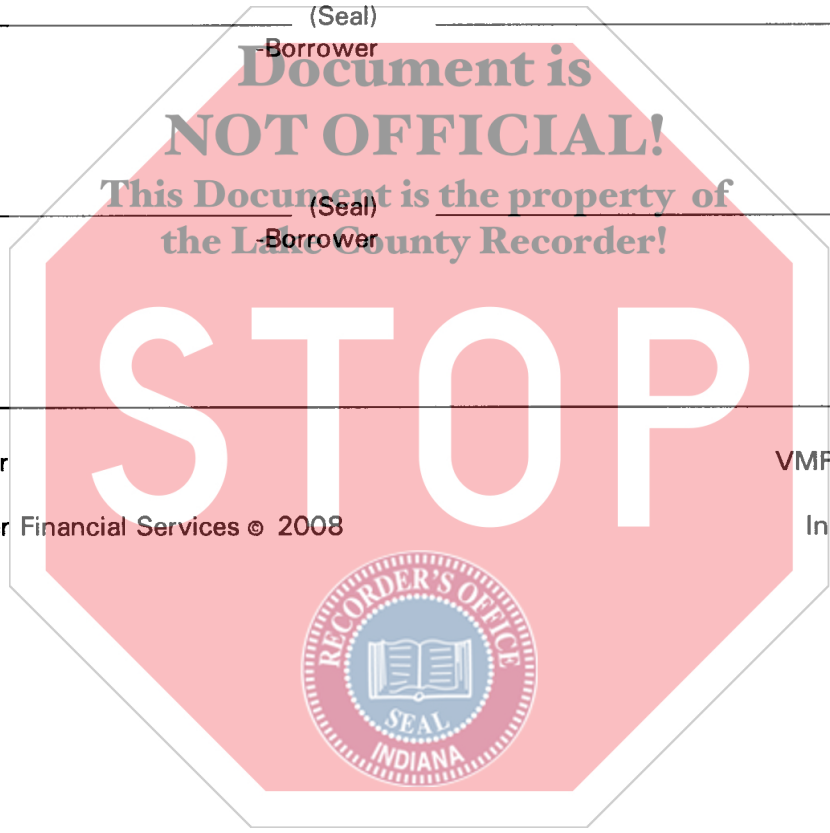 (Seal)
-Borrower
Document is
NOT OFFICIAL!
This Document is the property of
the Lake County Recorder!
(Seal)
-Borrower
STOP
r VMP
r Financial Services © 2008 In
RECORDER'S OFFICE
SEAL
INDIANA